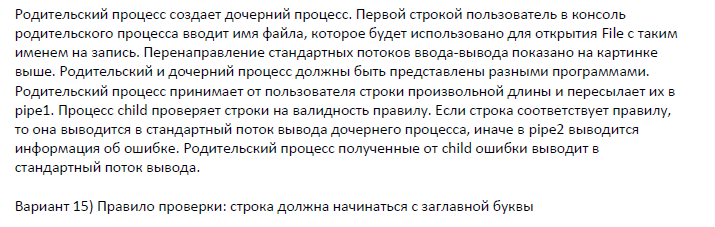 Родительский процесс создает дочерний процесс. Первой строкой пользователь в консоль
родительского процесса вводит имя файла, которое будет использовано для открытия File с таким
именем на запись. Перенаправление стандартных потоков ввода-вывода показано на картинке
выше. Родительский и дочерний процесс должны быть представлены разными программами.
Родительский процесс принимает от пользователя строки произвольной длины и пересылает их в
pipe1. Процесс child проверяет строки на валидность правилу. Если строка соответствует правилу,
то она выводится в стандартный поток вывода дочернего процесса, иначе в pipe2 выводится
информация об ошибке. Родительский процесс полученные от child ошибки выводит в
стандартный поток вывода.
Вариант 15) Правило проверки: строка должна начинаться с заглавной буквы